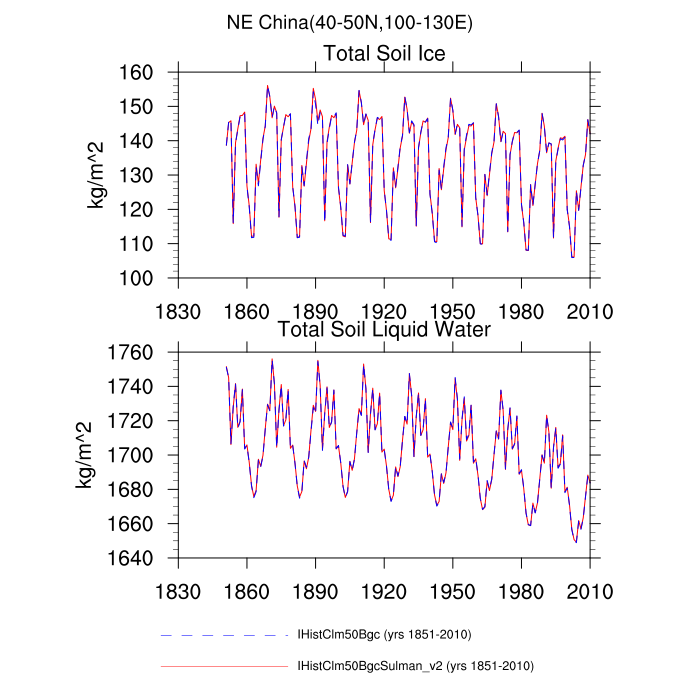 NE China(40-50N,100-130E)
Total Soil Ice
160
150
140
130
120
110
100
kg/m^2
1830 1860 1890 1920 1950 1980 2010
Total Soil Liquid Water
1760
1740
1720
1700
1680
1660
1640
kg/m^2
1830 1860 1890 1920 1950 1980 2010
IHistClm50Bgc (yrs 1851-2010)
IHistClm50BgcSulman_v2 (yrs 1851-2010)